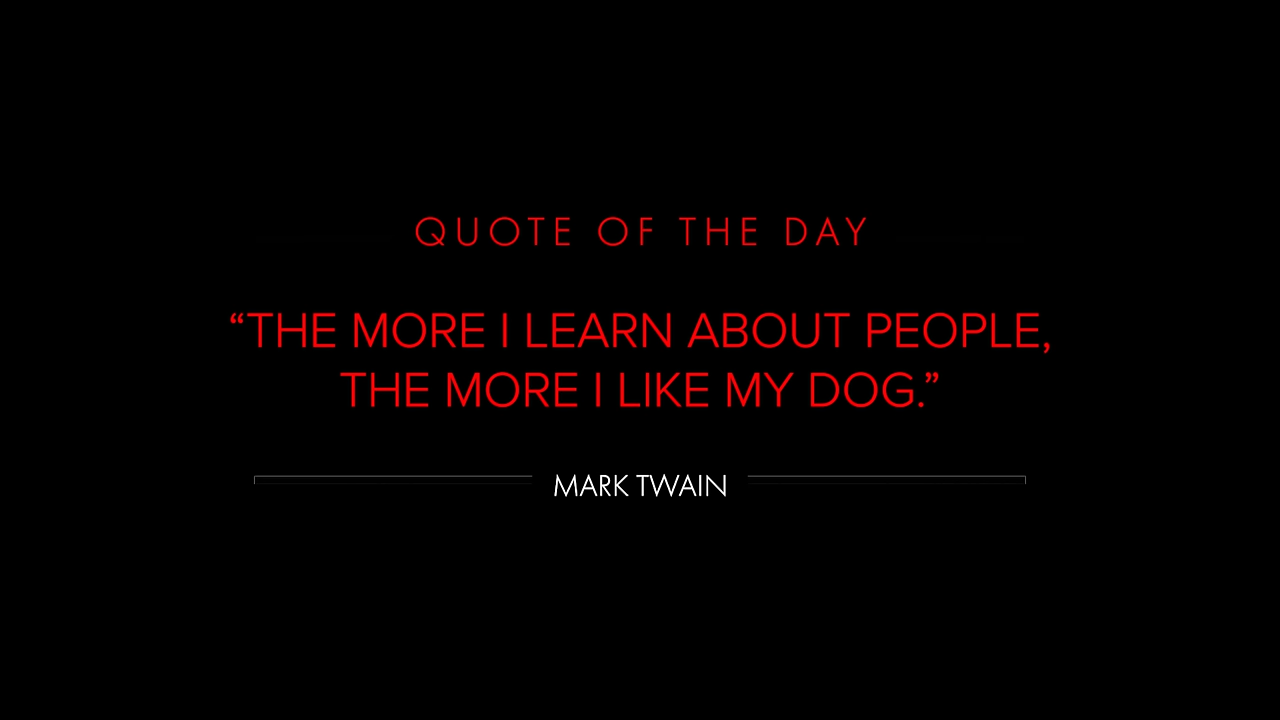 QUOTE OF THE DAY
“THE MORE I LEARN ABOUT PEOPLE,
THE MORE I LIKE MY DOG.”
MARK TWAIN